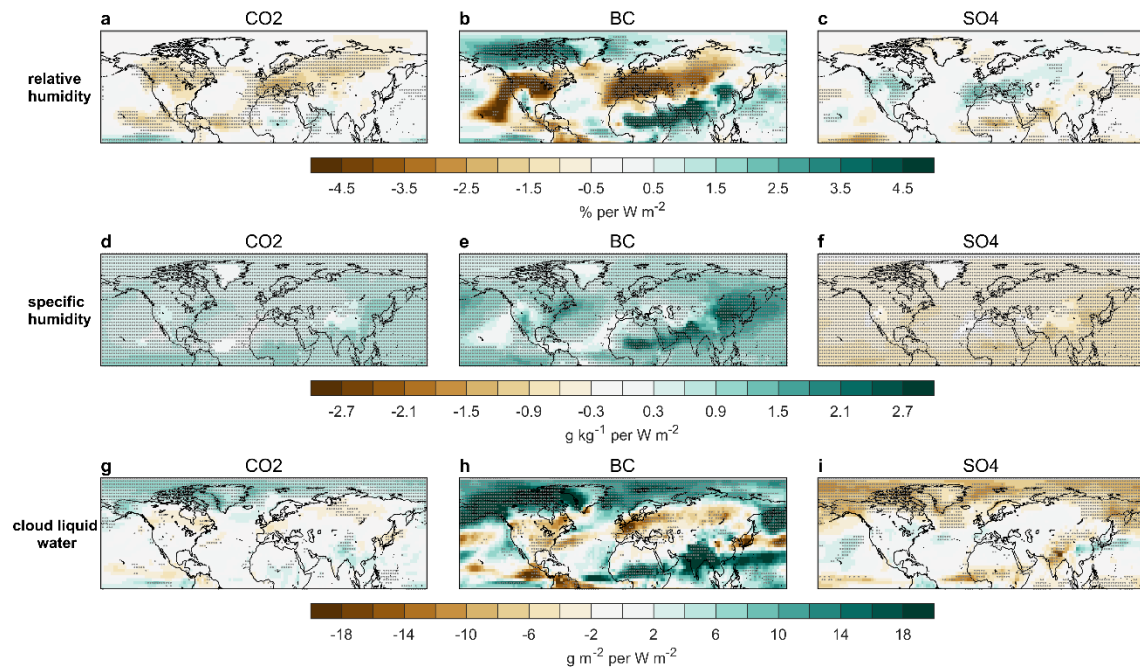 a CO2 b BC c SO4
relative
humidity
-4.5 -3.5 -2.5 -1.5 -0.5 0.5 1.5 2.5 3.5 4.5
% per W m⁻²
d CO2 e BC f SO4
specific
humidity
-2.7 -2.1 -1.5 -0.9 -0.3 0.3 0.9 1.5 2.1 2.7
g kg⁻¹ per W m⁻²
g CO2 h BC i SO4
cloud liquid
water
-18 -14 -10 -6 -2 2 6 10 14 18
g m⁻² per W m⁻²